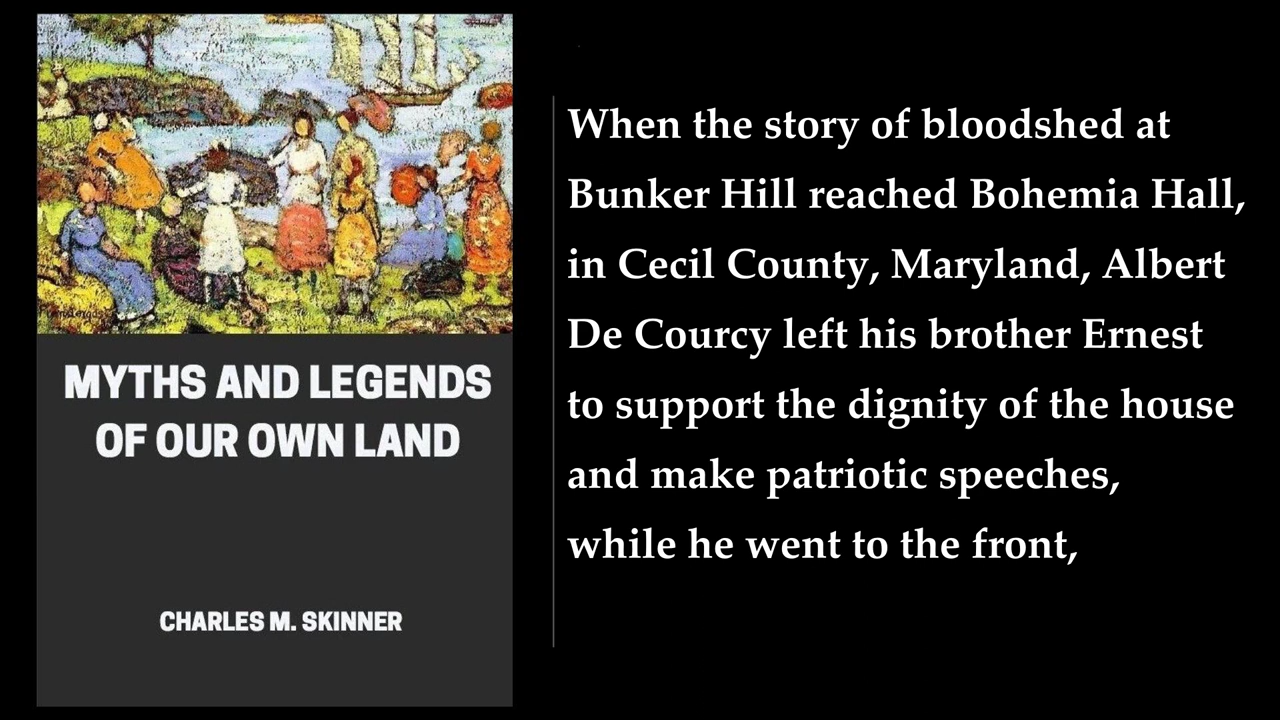 MYTHS AND LEGENDS
OF OUR OWN LAND
CHARLES M. SKINNER
When the story of bloodshed at
Bunker Hill reached Bohemia Hall,
in Cecil County, Maryland, Albert
De Courcy left his brother Ernest
to support the dignity of the house
and make patriotic speeches,
while he went to the front,